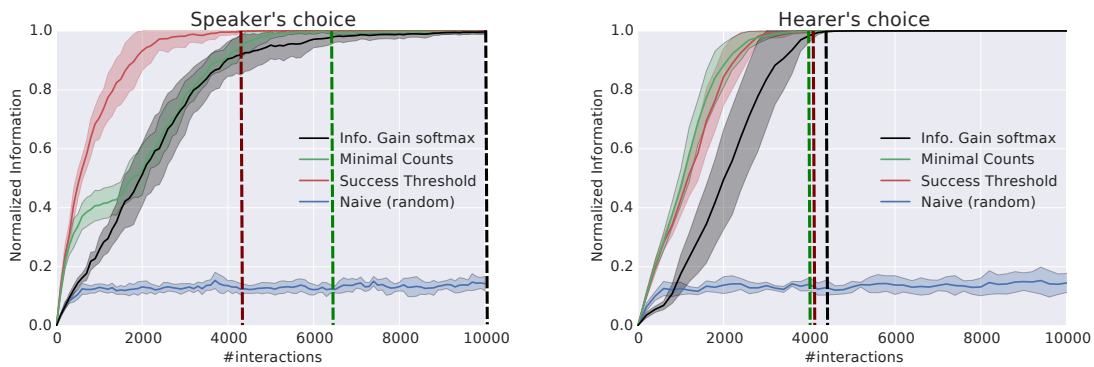 Speaker's choice
Normalized Information
1.0
0.8
0.6
0.4
0.2
0.0
Info. Gain softmax
Minimal Counts
Success Threshold
Naive (random)
0 2000 4000 6000 8000 10000
#interactions
Hearer's choice
Normalized Information
1.0
0.8
0.6
0.4
0.2
0.0
Info. Gain softmax
Minimal Counts
Success Threshold
Naive (random)
0 2000 4000 6000 8000 10000
#interactions